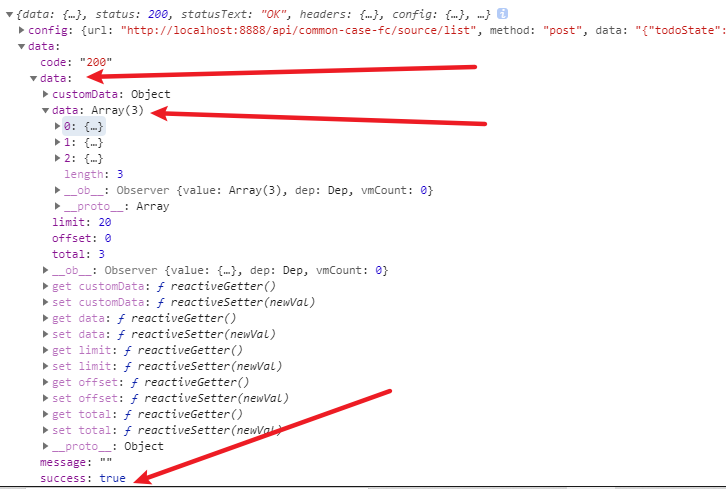 {data: {…}, status: 200, statusText: "OK", headers: {…}, config: {…}, …} i
config: {url: "http://localhost:8888/api/common-case-fc/source/list", method: "post", data: "{"todoState":
data:
code: "200"
data:
customData: Object
data: Array(3)
0: {…}
1: {…}
2: {…}
length: 3
__ob__: Observer {value: Array(3), dep: Dep, vmCount: 0}
__proto__: Array
limit: 20
offset: 0
total: 3
__ob__: Observer {value: {…}, dep: Dep, vmCount: 0}
get customData: ƒ reactiveGetter()
set customData: ƒ reactiveSetter(newVal)
get data: ƒ reactiveGetter()
set data: ƒ reactiveSetter(newVal)
get limit: ƒ reactiveGetter()
set limit: ƒ reactiveSetter(newVal)
get offset: ƒ reactiveGetter()
set offset: ƒ reactiveSetter(newVal)
get total: ƒ reactiveGetter()
set total: ƒ reactiveSetter(newVal)
__proto__: Object
message: ""
success: true